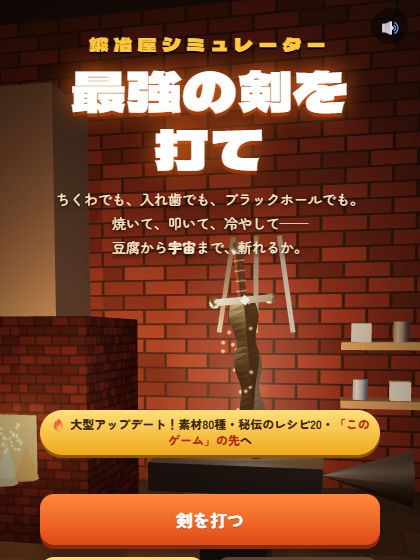 鍛冶屋シミュレーター
最強の剣を
打て
ちくわでも、入れ歯でも、ブラックホールでも。
焼いて、叩いて、冷やして──
豆腐から宇宙まで、斬れるか。
🔥 大型アップデート！素材80種・秘伝のレシピ20・「この
ゲーム」の先へ
剣を打つ